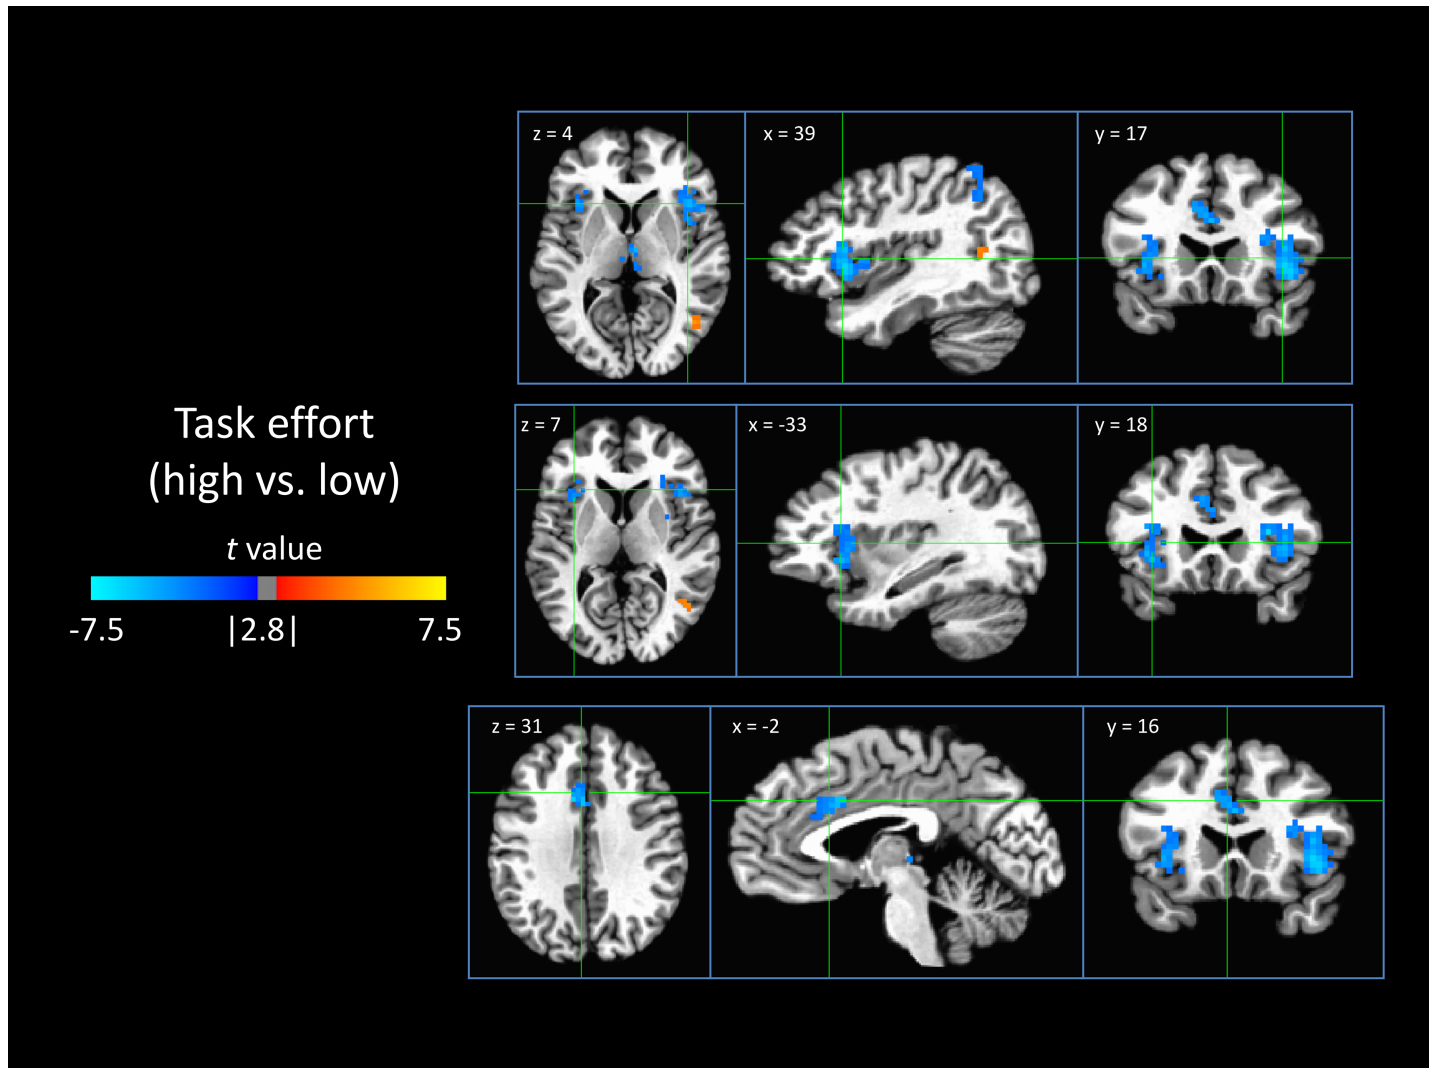 z = 4
x = 39
y = 17
z = 7
x = -33
y = 18
Task effort
(high vs. low)
t value
-7.5
|2.8|
7.5
z = 31
x = -2
y = 16